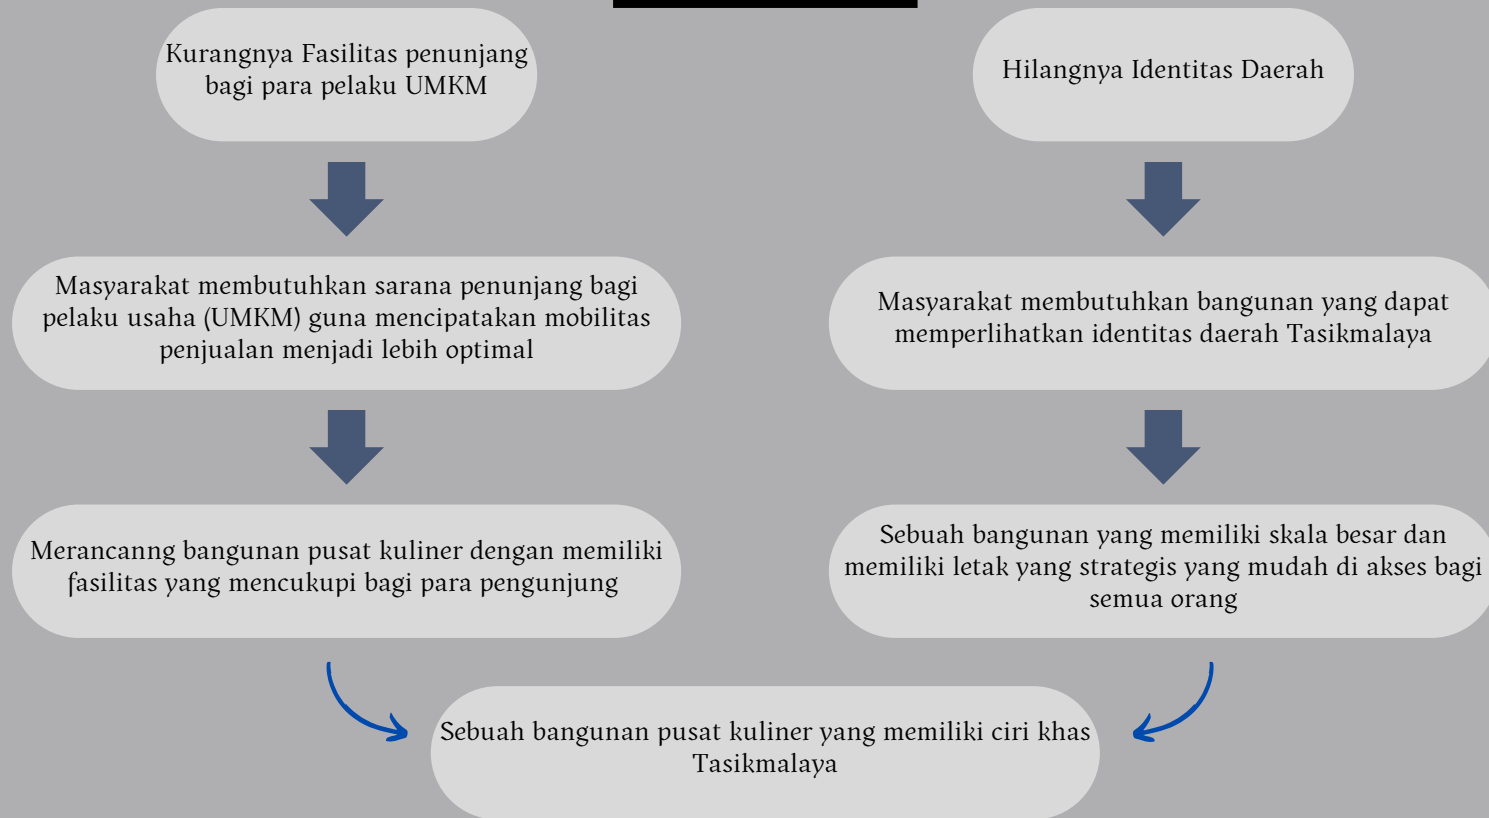 Kurangnya Fasilitas penunjang
bagi para pelaku UMKM
Hilangnya Identitas Daerah
Masyarakat membutuhkan sarana penunjang bagi
pelaku usaha (UMKM) guna mencipatakan mobilitas
penjualan menjadi lebih optimal
Masyarakat membutuhkan bangunan yang dapat
memperlihatkan identitas daerah Tasikmalaya
Merancanng bangunan pusat kuliner dengan memiliki
fasilitas yang mencukupi bagi para pengunjung
Sebuah bangunan yang memiliki skala besar dan
memiliki letak yang strategis yang mudah di akses bagi
semua orang
Sebuah bangunan pusat kuliner yang memiliki ciri khas
Tasikmalaya